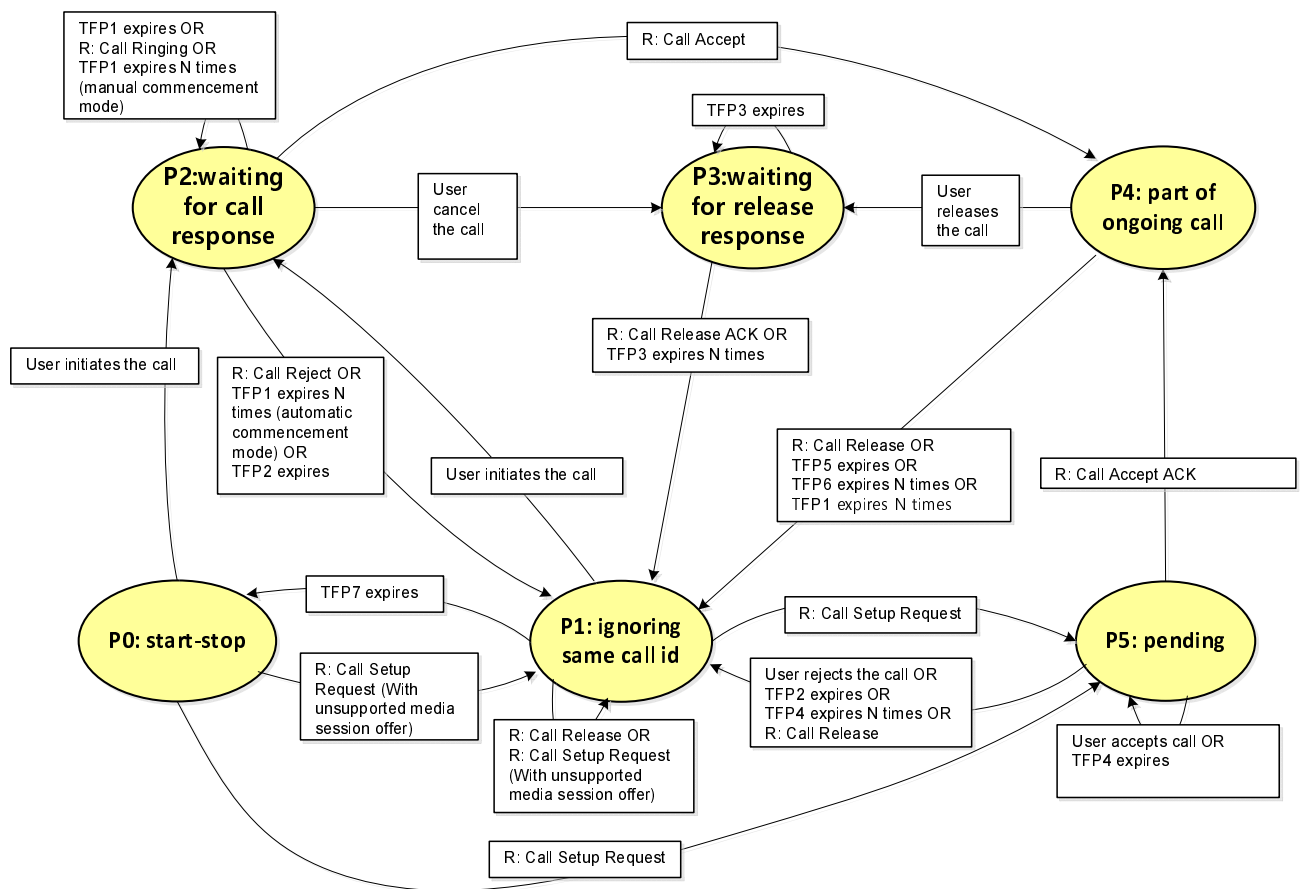 TFP1 expires OR
R: Call Ringing OR
TFP1 expires N times
(manual commencement
mode)
R: Call Accept
TFP3 expires
P2:waiting
for call
response
User
cancel
the call
P3:waiting
for release
response
User
releases
the call
P4: part of
ongoing call
User initiates the call
R: Call Reject OR
TFP1 expires N
times (automatic
commencement
mode) OR
TFP2 expires
User initiates the call
R: Call Release ACK OR
TFP3 expires N times
R: Call Release OR
TFP5 expires OR
TFP6 expires N times OR
TFP1 expires N times
R: Call Accept ACK
P0: start-stop
TFP7 expires
P1: ignoring
same call id
R: Call Setup Request
P5: pending
R: Call Setup
Request (With
unsupported media
session offer)
R: Call Release OR
R: Call Setup Request
(With unsupported
media session offer)
User rejects the call OR
TFP2 expires OR
TFP4 expires N times OR
R: Call Release
User accepts call OR
TFP4 expires
R: Call Setup Request